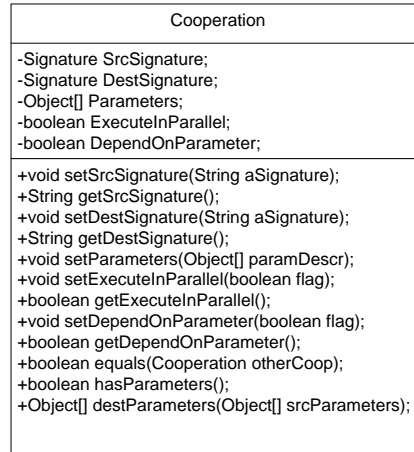 Cooperation
-Signature SrcSignature;
-Signature DestSignature;
-Object[] Parameters;
-boolean ExecuteInParallel;
-boolean DependOnParameter;
+void setSrcSignature(String aSignature);
+String getSrcSignature();
+void setDestSignature(String aSignature);
+String getDestSignature();
+void setParameters(Object[] paramDescr);
+void setExecuteInParallel(boolean flag);
+boolean getExecuteInParallel();
+void setDependOnParameter(boolean flag);
+boolean getDependOnParameter();
+boolean equals(Cooperation otherCoop);
+boolean hasParameters();
+Object[] destParameters(Object[] srcParameters);